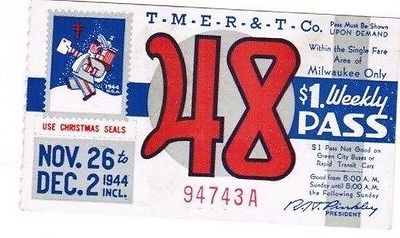 T·M·E·R·&·T·Co.
Pass Must Be Shown
UPON DEMAND
Within the Single Fare
Area of
Milwaukee Only
1944
U.S.A.
48
$1. Weekly
PASS
USE CHRISTMAS SEALS
$1 Pass Not Good on
Green City Buses or
Rapid Transit Cars
NOV. 26 to
DEC. 2 1944
INCL.
Good from 5:00 A.M.
Sunday until 5:00 A.M.
the Following Sunday
94743A
PRESIDENT